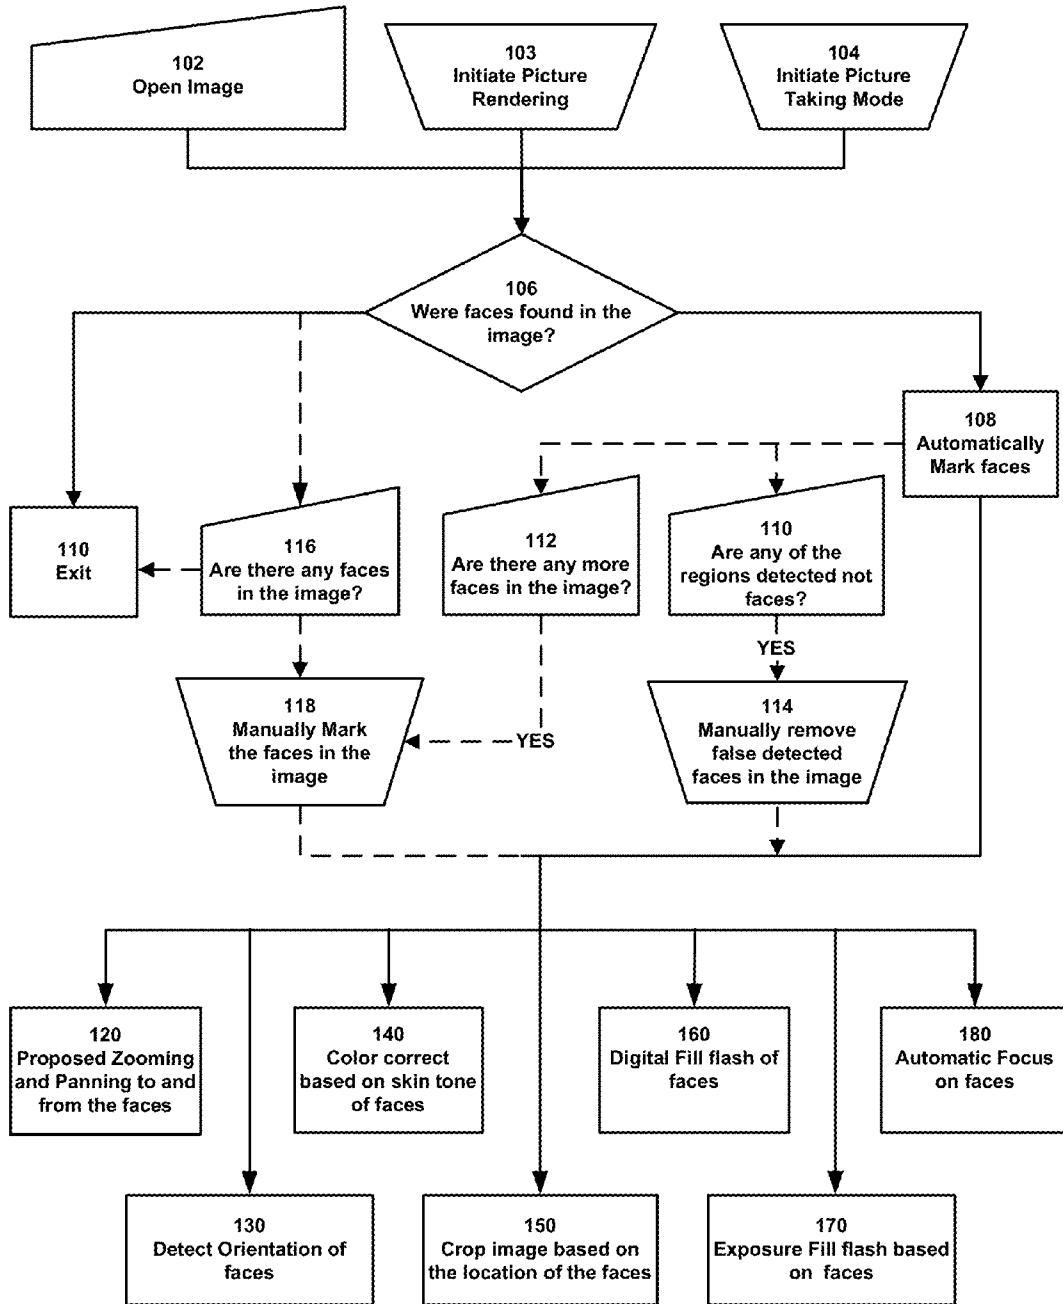 102
Open Image
103
Initiate Picture
Rendering
104
Initiate Picture
Taking Mode
106
Were faces found in the
image?
108
Automatically
Mark faces
110
Exit
116
Are there any faces
in the image?
112
Are there any more
faces in the image?
110
Are any of the
regions detected not
faces?
YES
118
Manually Mark
the faces in the
image
YES
114
Manually remove
false detected
faces in the image
120
Proposed Zooming
and Panning to and
from the faces
140
Color correct
based on skin tone
of faces
160
Digital Fill flash of
faces
180
Automatic Focus
on faces
130
Detect Orientation of
faces
150
Crop image based on
the location of the faces
170
Exposure Fill flash based
on faces